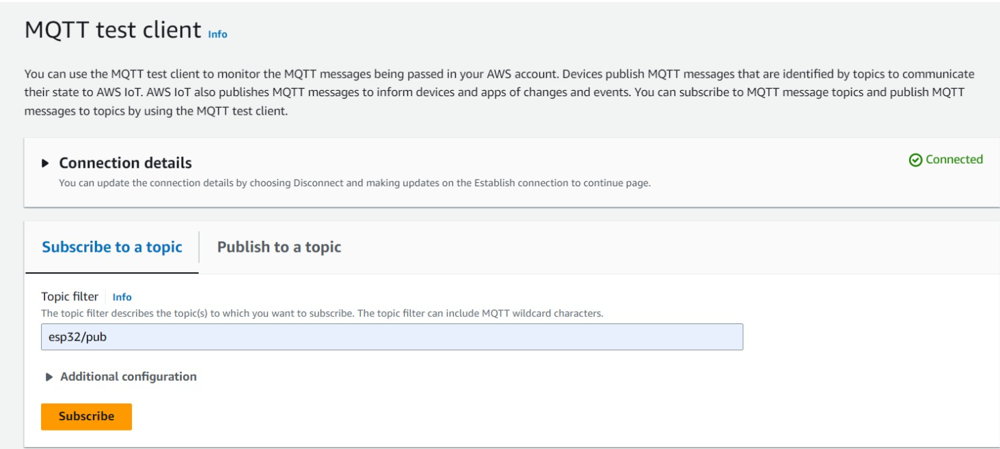 MQTT test client Info
You can use the MQTT test client to monitor the MQTT messages being passed in your AWS account. Devices publish MQTT messages that are identified by topics to communicate
their state to AWS IoT. AWS IoT also publishes MQTT messages to inform devices and apps of changes and events. You can subscribe to MQTT message topics and publish MQTT
messages to topics by using the MQTT test client.
Connection details
Connected
You can update the connection details by choosing Disconnect and making updates on the Establish connection to continue page.
Subscribe to a topic
Publish to a topic
Topic filter Info
The topic filter describes the topic(s) to which you want to subscribe. The topic filter can include MQTT wildcard characters.
esp32/pub
Additional configuration
Subscribe